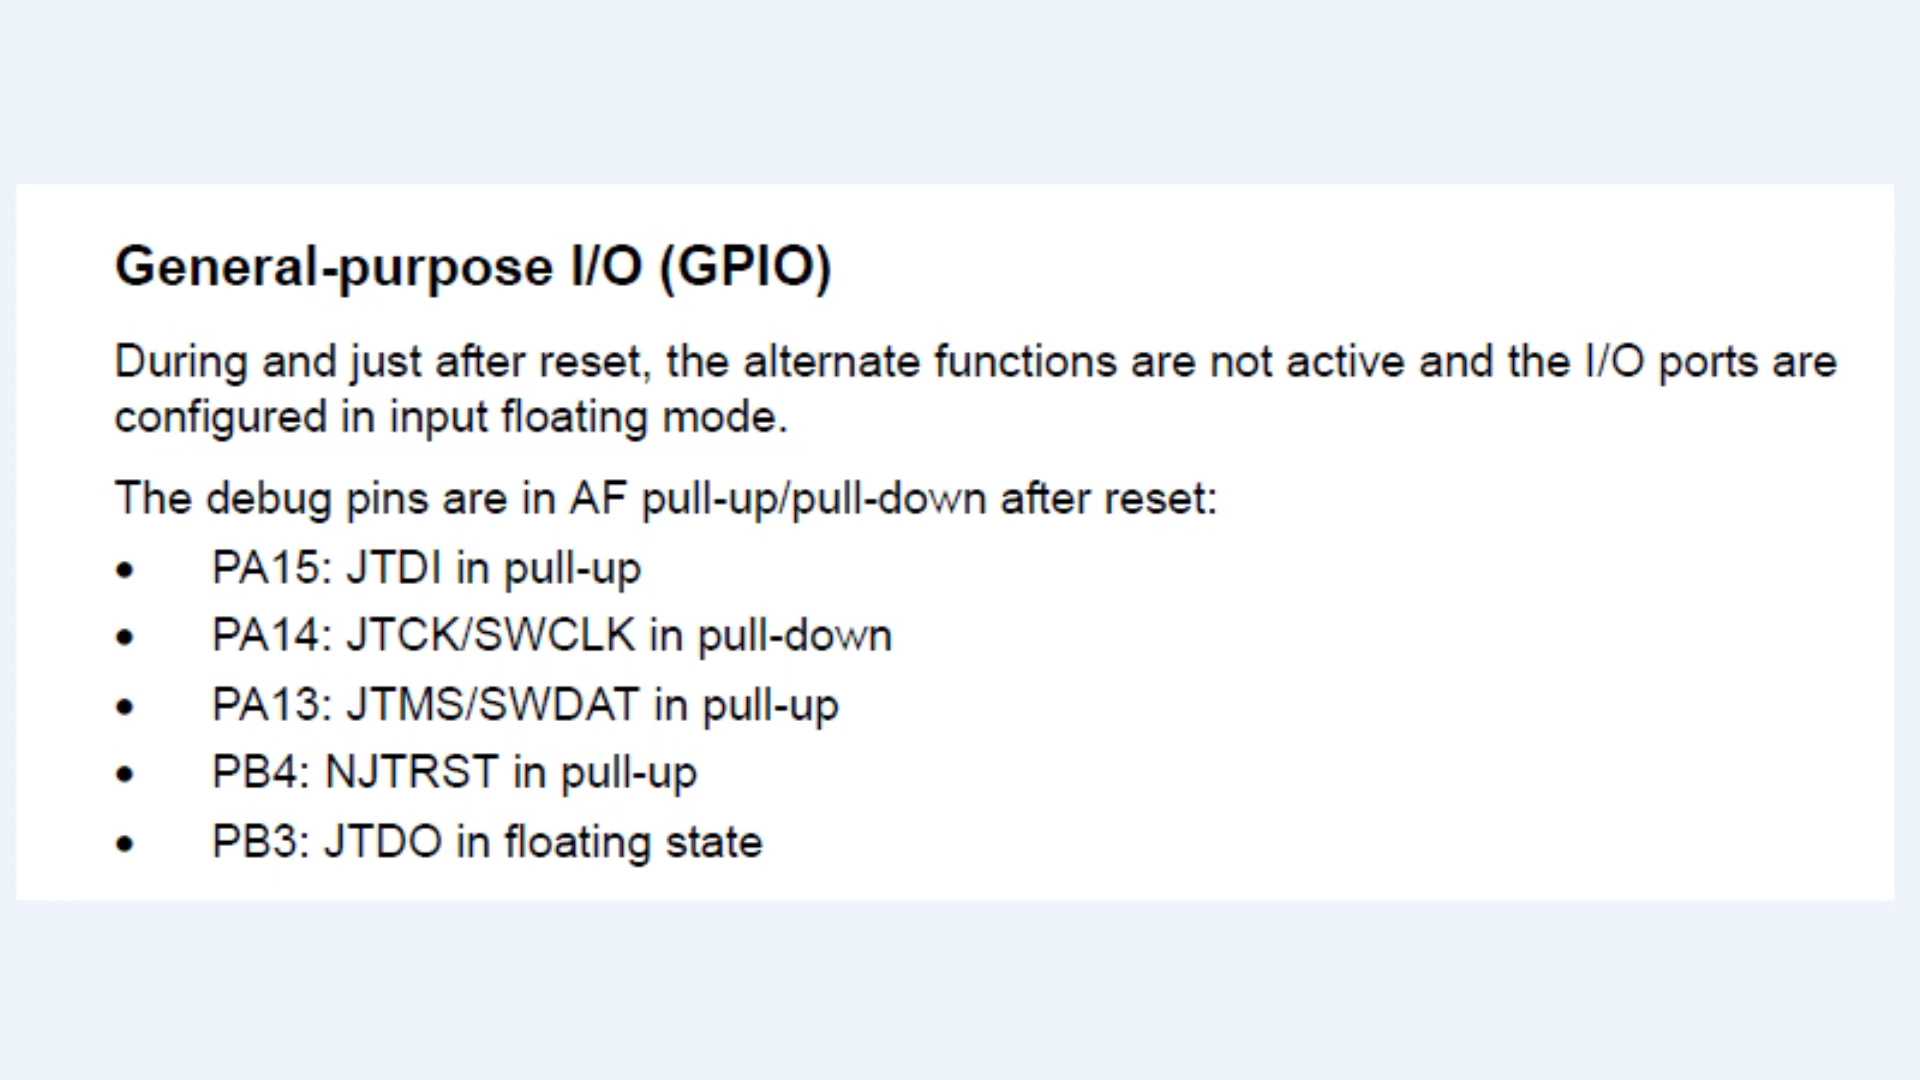 General-purpose I/O (GPIO)
During and just after reset, the alternate functions are not active and the I/O ports are
configured in input floating mode.
The debug pins are in AF pull-up/pull-down after reset:
• PA15: JTDI in pull-up
• PA14: JTCK/SWCLK in pull-down
• PA13: JTMS/SWDAT in pull-up
• PB4: NJTRST in pull-up
• PB3: JTDO in floating state